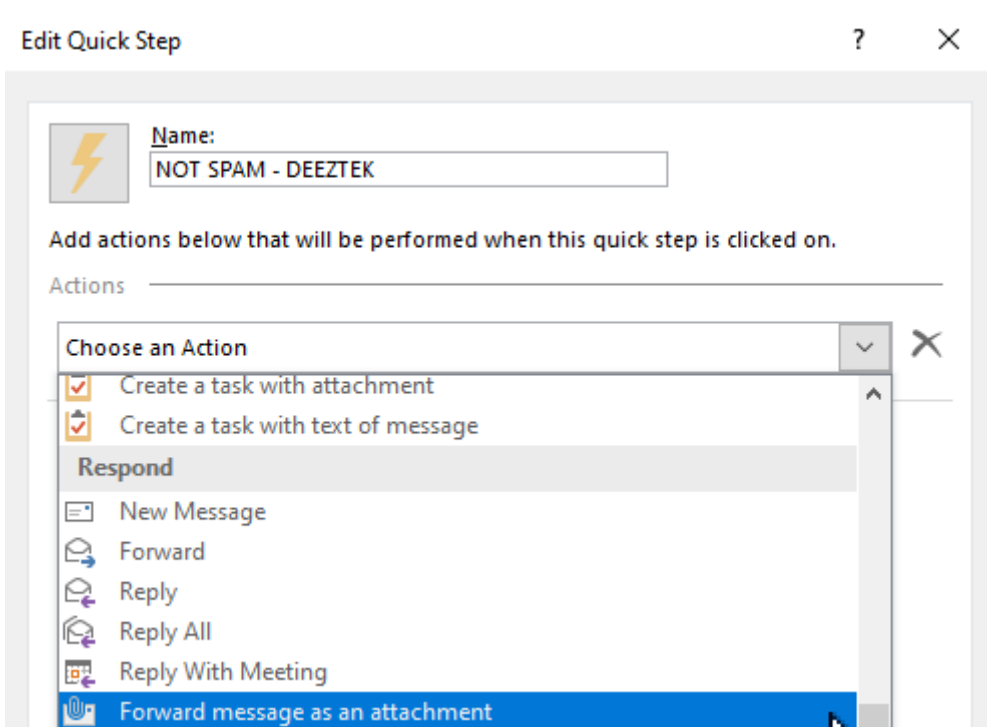 Edit Quick Step ?
Name:
NOT SPAM - DEEZTEK
Add actions below that will be performed when this quick step is clicked on.
Actions
Choose an Action
Create a task with attachment
Create a task with text of message
Respond
New Message
Forward
Reply
Reply All
Reply With Meeting
Forward message as an attachment